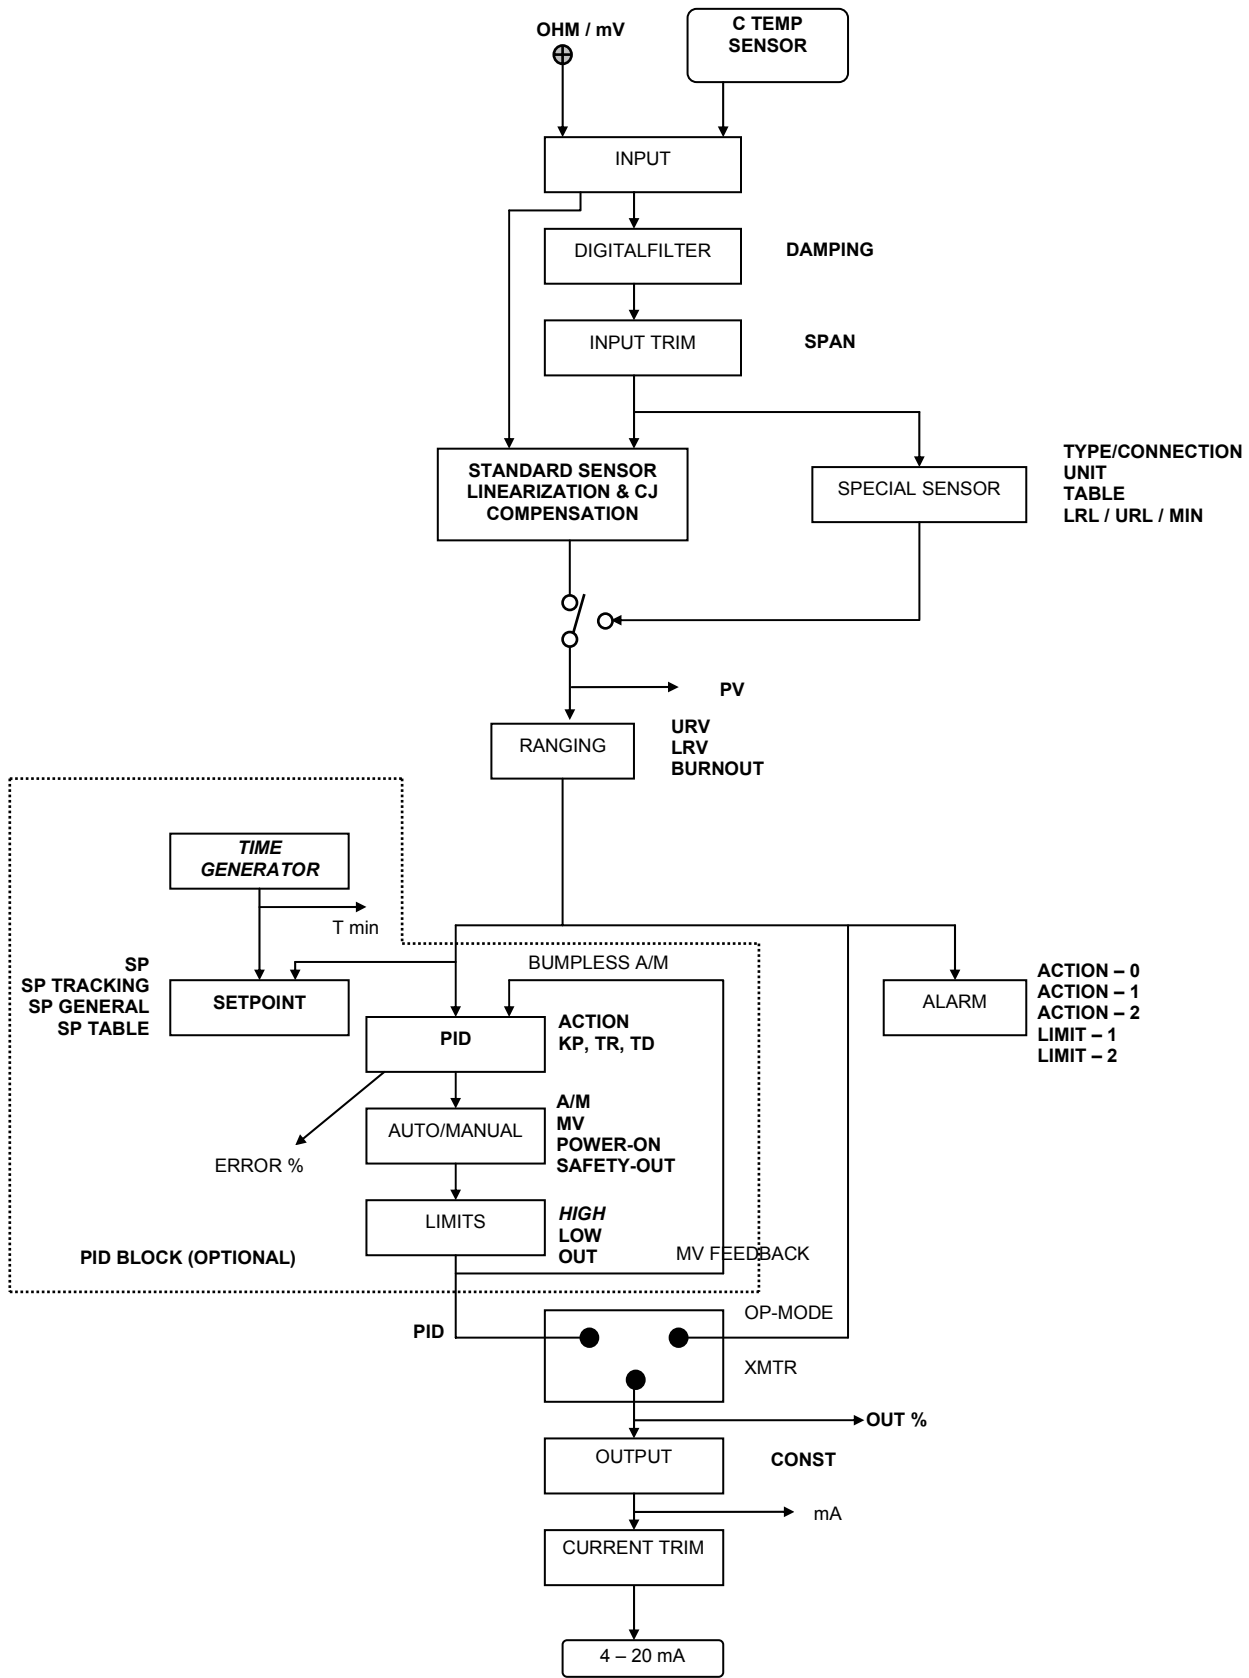 OHM / mV
C TEMP
SENSOR
INPUT
DIGITALFILTER
DAMPING
INPUT TRIM
SPAN
STANDARD SENSOR
LINEARIZATION & CJ
COMPENSATION
SPECIAL SENSOR
TYPE/CONNECTION
UNIT
TABLE
LRL / URL / MIN
PV
RANGING
URV
LRV
BURNOUT
TIME
GENERATOR
T min
SP
SP TRACKING
SP GENERAL
SP TABLE
SETPOINT
BUMPLESS A/M
PID
ACTION
KP, TR, TD
ALARM
ACTION – 0
ACTION – 1
ACTION – 2
LIMIT – 1
LIMIT – 2
AUTO/MANUAL
A/M
MV
POWER-ON
SAFETY-OUT
ERROR %
LIMITS
HIGH
LOW
OUT
PID BLOCK (OPTIONAL)
MV FEEDBACK
OP-MODE
PID
XMTR
OUT %
OUTPUT
CONST
mA
CURRENT TRIM
4 – 20 mA